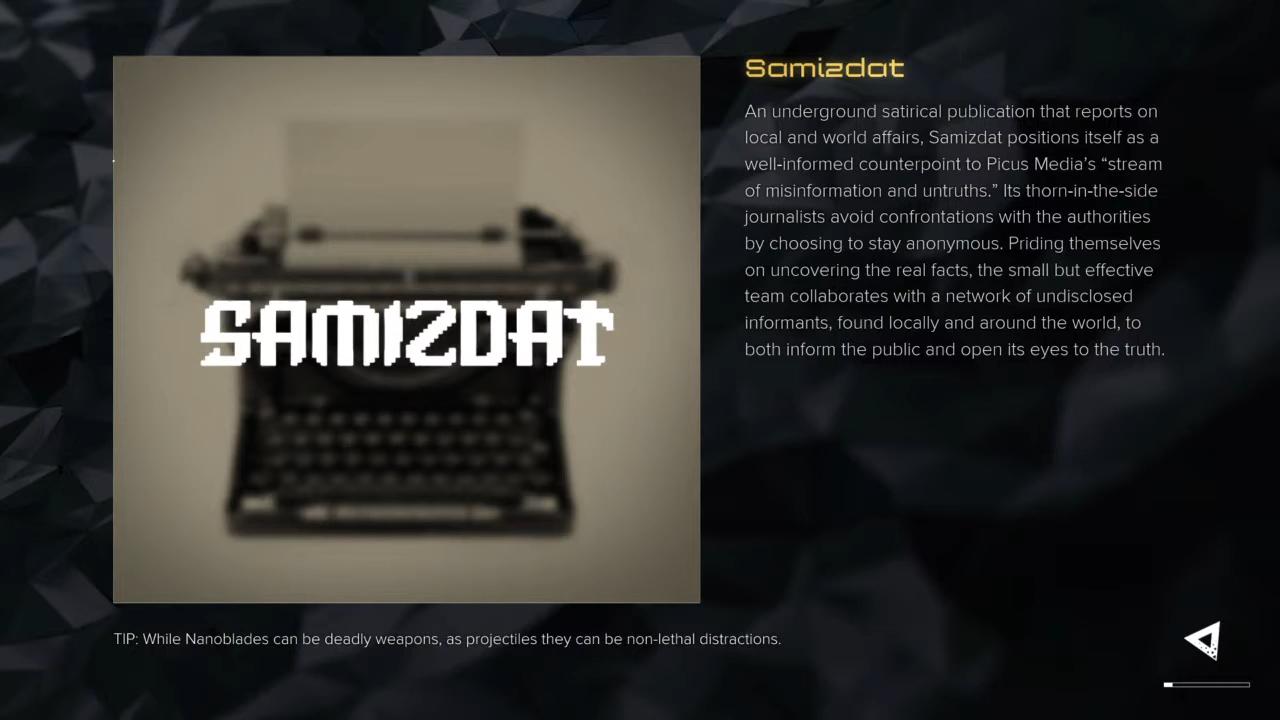 SAMIZDAT
Samizdat
An underground satirical publication that reports on
local and world affairs, Samizdat positions itself as a
well-informed counterpoint to Picus Media's “stream
of misinformation and untruths.” Its thorn-in-the-side
journalists avoid confrontations with the authorities
by choosing to stay anonymous. Priding themselves
on uncovering the real facts, the small but effective
team collaborates with a network of undisclosed
informants, found locally and around the world, to
both inform the public and open its eyes to the truth.
TIP: While Nanoblades can be deadly weapons, as projectiles they can be non-lethal distractions.